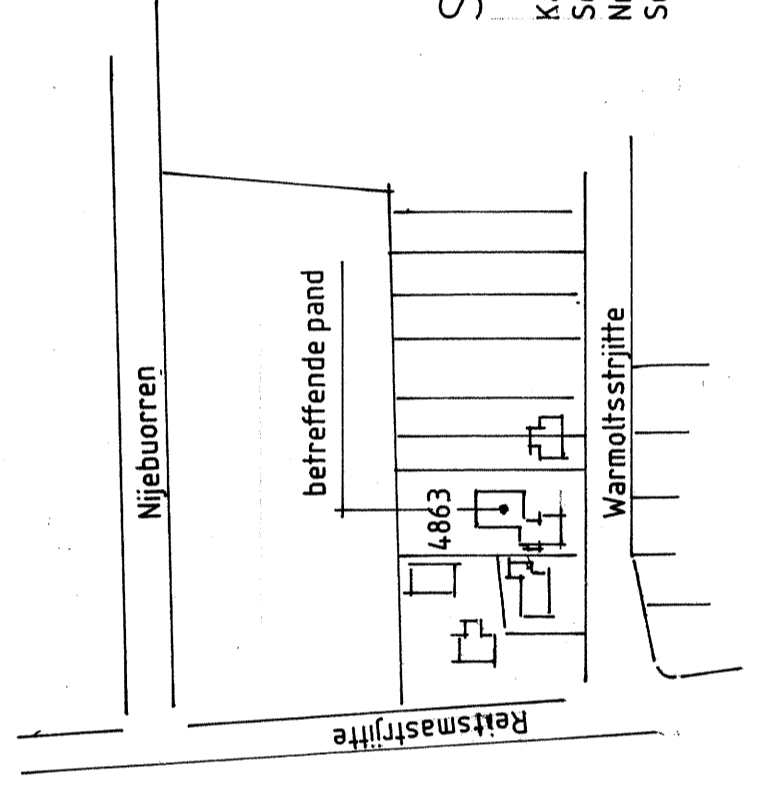 Nijebuorren
betreffende pand
4863
Warmoltsstrjitte
Reitsmastrjitte